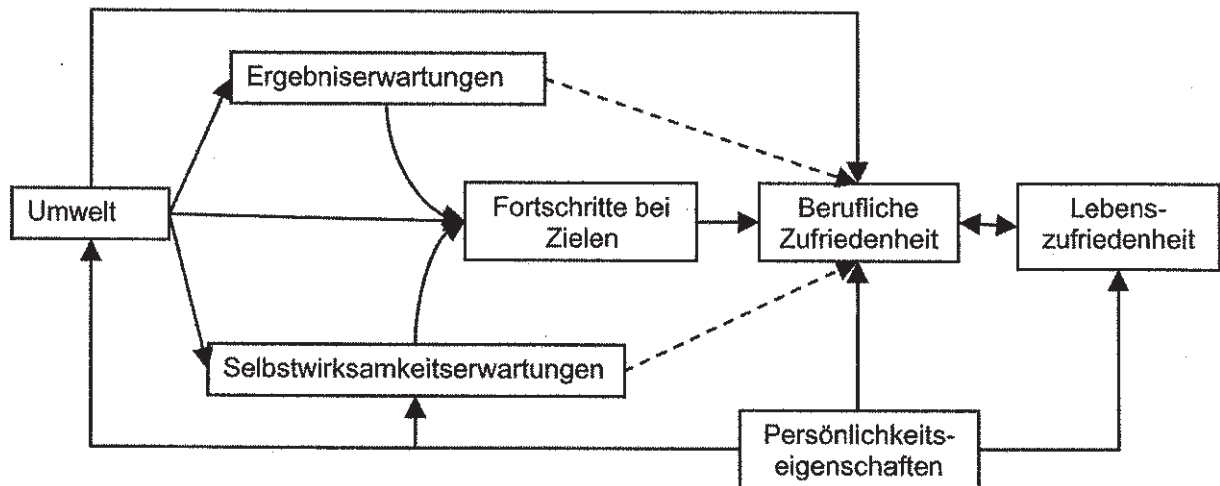 Ergebniserwartungen
Umwelt
Fortschritte bei
Zielen
Berufliche
Zufriedenheit
Lebens-
zufriedenheit
Selbstwirksamkeitserwartungen
Persönlichkeits-
eigenschaften